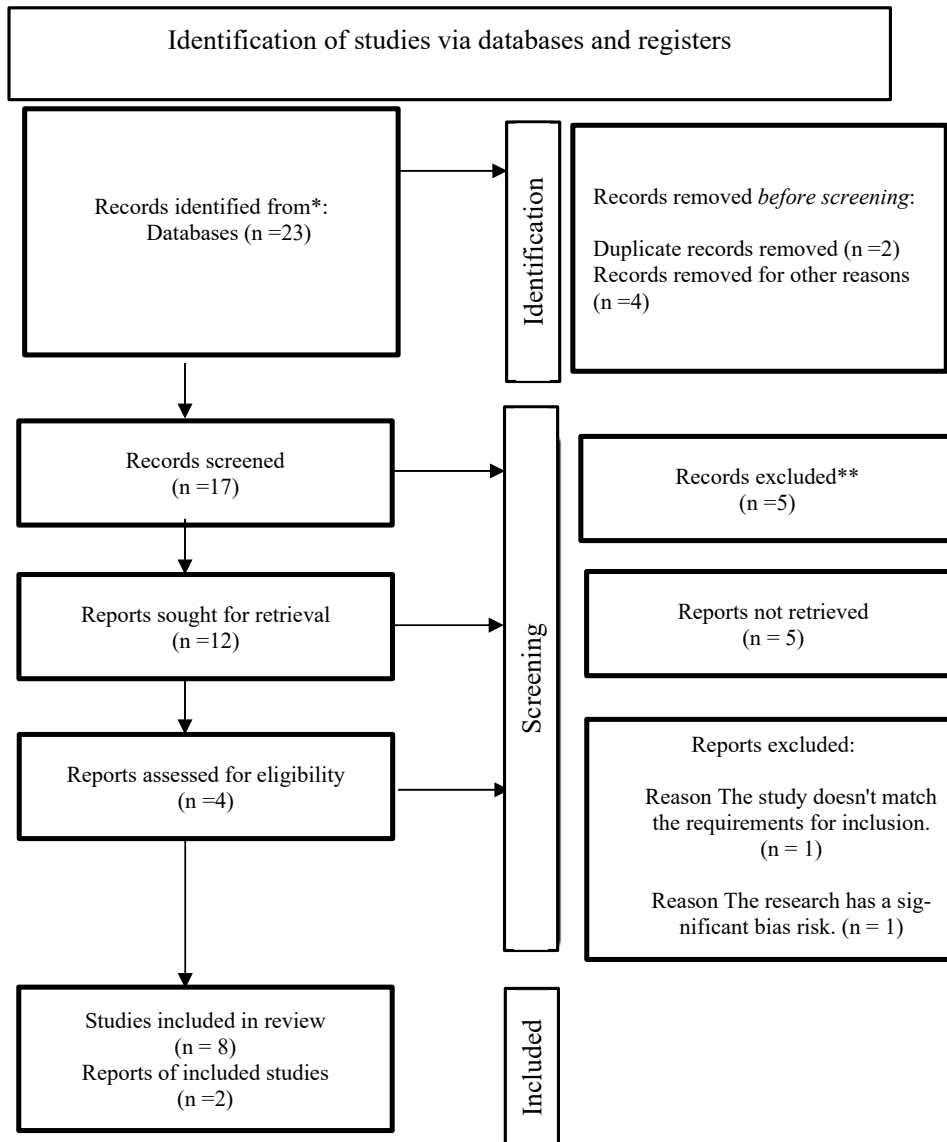 Identification of studies via databases and registers
Records identified from*:
Databases (n =23)
Identification
Records removed before screening:
Duplicate records removed (n =2)
Records removed for other reasons
(n =4)
Records screened
(n =17)
Records excluded**
(n =5)
Reports sought for retrieval
(n =12)
Screening
Reports not retrieved
(n = 5)
Reports assessed for eligibility
(n =4)
Reports excluded:
Reason The study doesn't match
the requirements for inclusion.
(n = 1)
Reason The research has a sig-
nificant bias risk. (n = 1)
Studies included in review
(n = 8)
Reports of included studies
(n =2)
Included